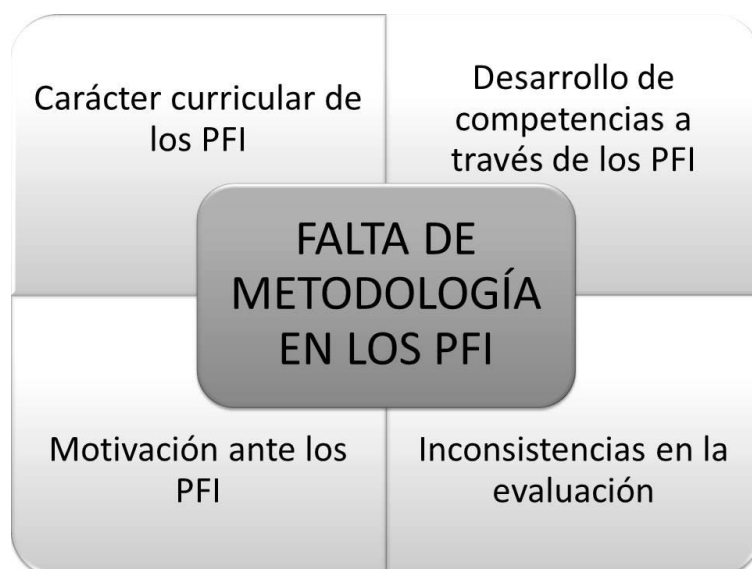 Carácter curricular de
los PFI
Desarrollo de
competencias a
través de los PFI
FALTA DE
METODOLOGÍA
EN LOS PFI
Motivación ante los
PFI
Inconsistencias en la
evaluación